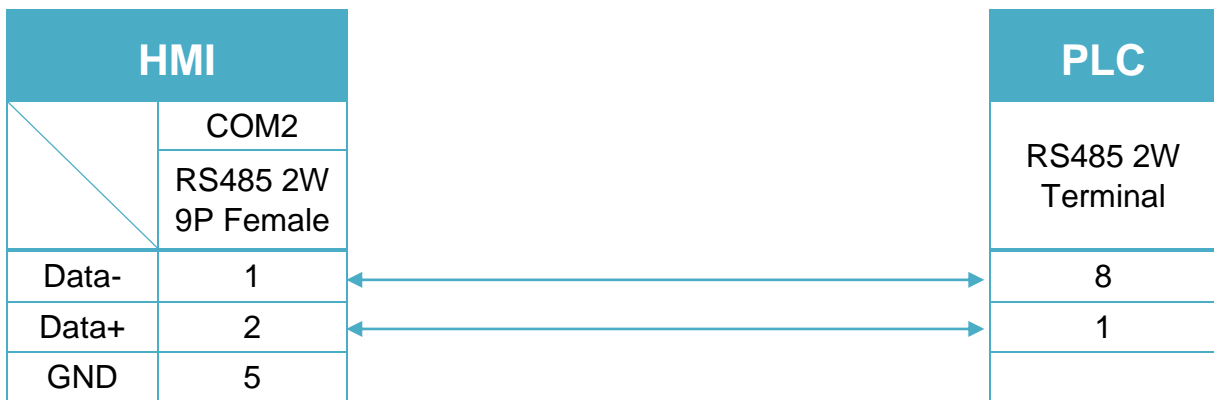 HMI PLC
COM2
RS485 2W
9P Female
RS485 2W
Terminal
Data- 1 8
Data+ 2 1
GND 5